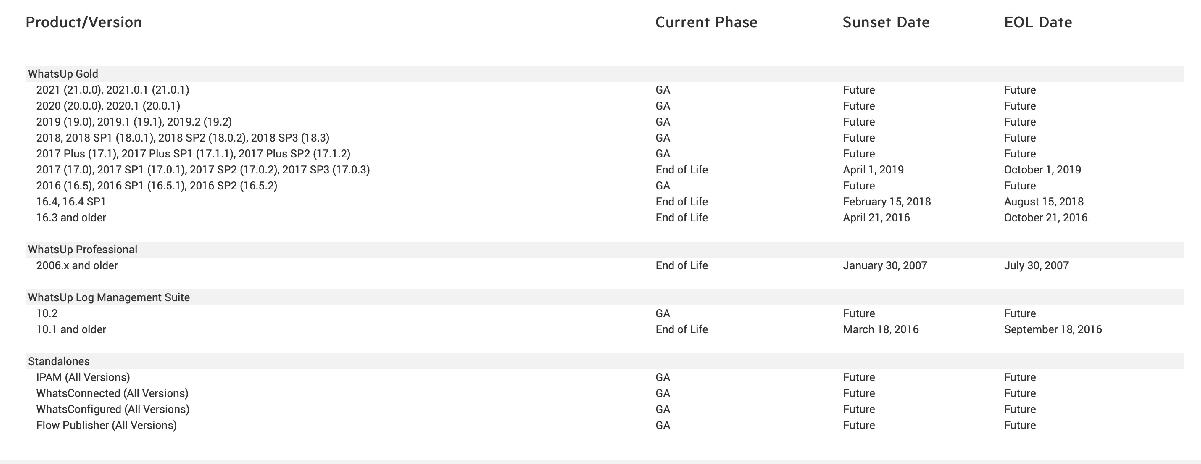 Product/Version Current Phase Sunset Date EOL Date
WhatsUp Gold
2021 (21.0.0), 2021.0.1 (21.0.1) GA Future Future
2020 (20.0.0), 2020.1 (20.0.1) GA Future Future
2019 (19.0), 2019.1 (19.1), 2019.2 (19.2) GA Future Future
2018, 2018 SP1 (18.0.1), 2018 SP2 (18.0.2), 2018 SP3 (18.3) GA Future Future
2017 Plus (17.1), 2017 Plus SP1 (17.1.1), 2017 Plus SP2 (17.1.2) GA Future Future
2017 (17.0), 2017 SP1 (17.0.1), 2017 SP2 (17.0.2), 2017 SP3 (17.0.3) End of Life April 1, 2019 October 1, 2019
2016 (16.5), 2016 SP1 (16.5.1), 2016 SP2 (16.5.2) GA Future Future
16.4, 16.4 SP1 End of Life February 15, 2018 August 15, 2018
16.3 and older End of Life April 21, 2016 October 21, 2016
WhatsUp Professional
2006.x and older End of Life January 30, 2007 July 30, 2007
WhatsUp Log Management Suite
10.2 GA Future Future
10.1 and older End of Life March 18, 2016 September 18, 2016
Standalones
IPAM (All Versions) GA Future Future
WhatsConnected (All Versions) GA Future Future
WhatsConfigured (All Versions) GA Future Future
Flow Publisher (All Versions) GA Future Future